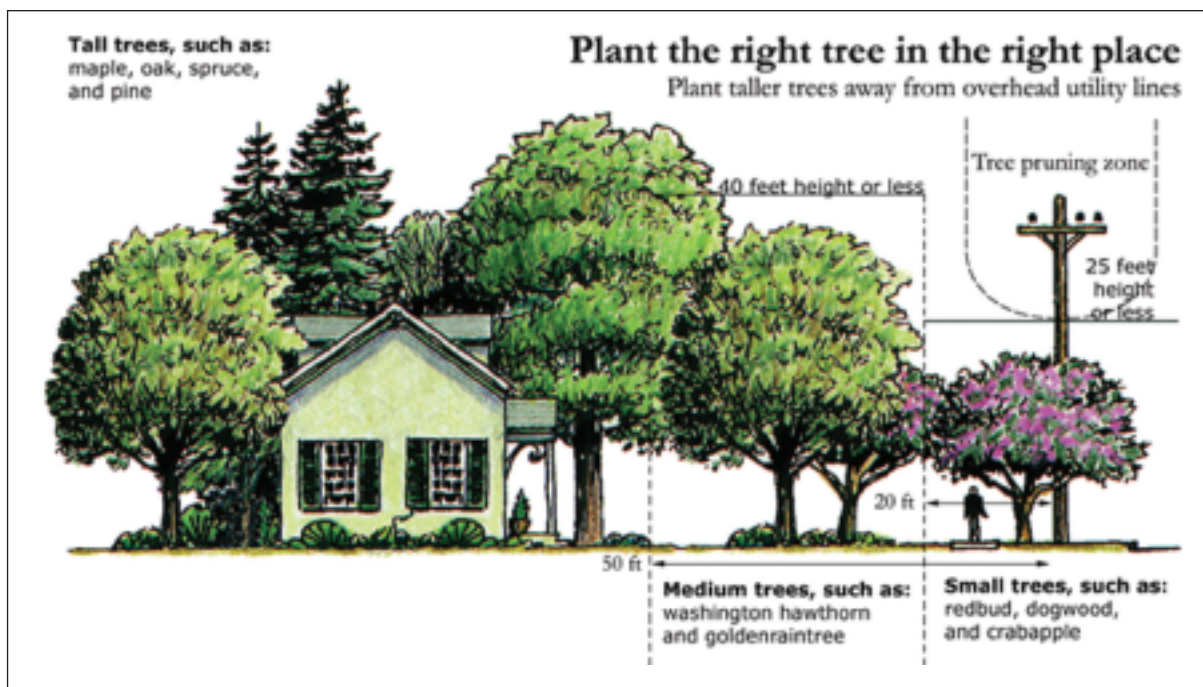 Tall trees, such as:
maple, oak, spruce,
and pine
Plant the right tree in the right place
Plant taller trees away from overhead utility lines
Tree pruning zone
40 feet height or less
25 feet
height
or less
20 ft
50 ft
Medium trees, such as:
washington hawthorn
and goldenraintree
Small trees, such as:
redbud, dogwood,
and crabapple